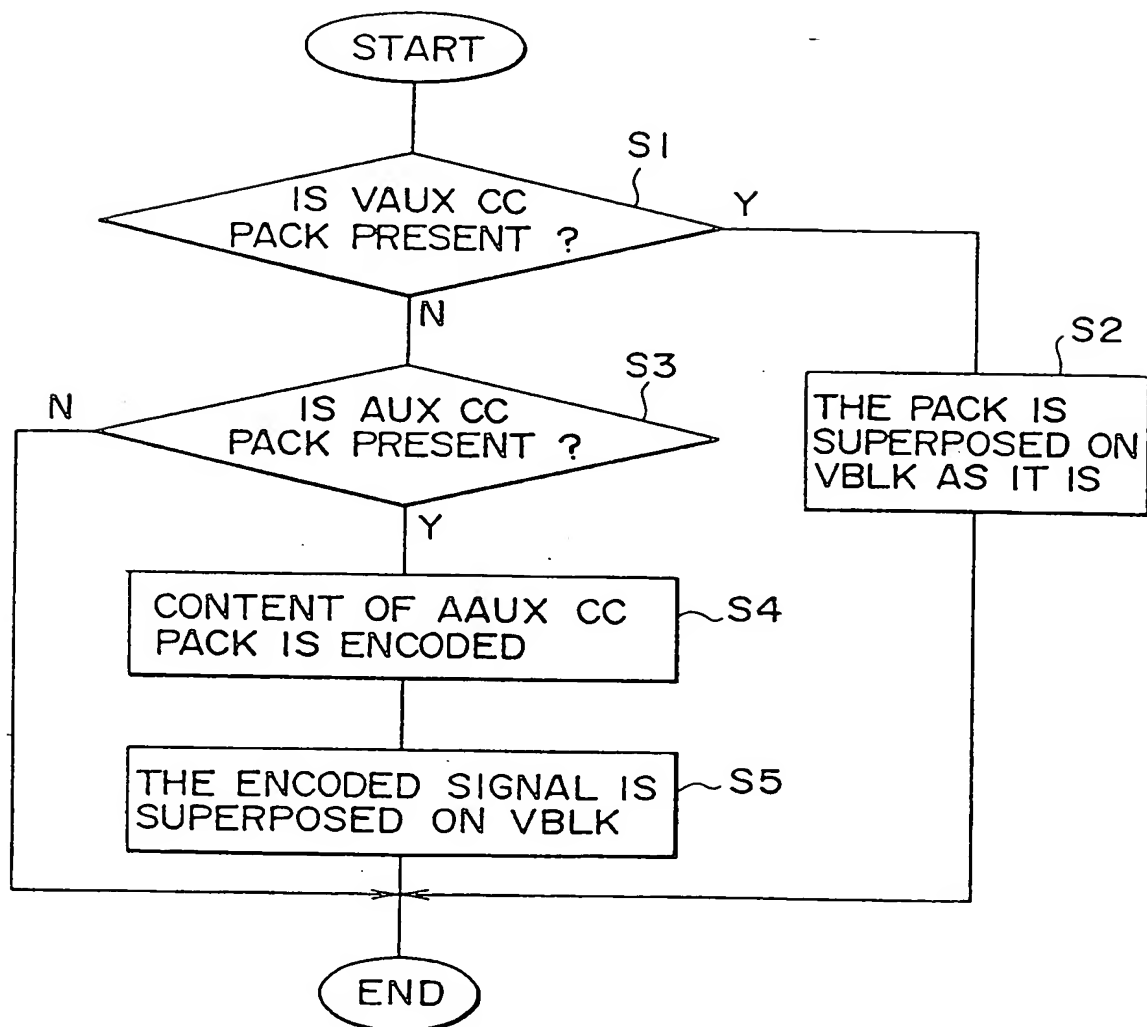 START
S1
IS VAUX CC
PACK PRESENT ?
Y
N
S2
THE PACK IS
SUPERPOSED ON
VBLK AS IT IS
S3
N
IS AUX CC
PACK PRESENT ?
Y
S4
CONTENT OF AAUX CC
PACK IS ENCODED
S5
THE ENCODED SIGNAL IS
SUPERPOSED ON VBLK
END